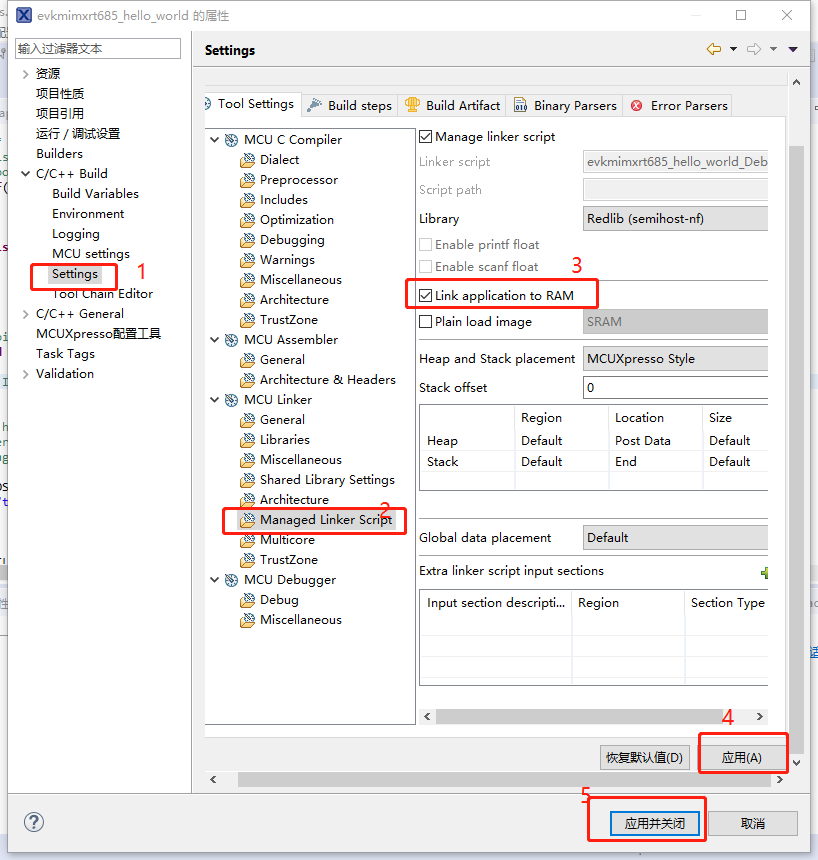 evkmimxrt685_hello_world 的属性
输入过滤器文本
资源
项目性质
项目引用
运行 / 调试设置
Builders
C/C++ Build
Build Variables
Environment
Logging
MCU settings
Settings
1
Tool Chain Editor
C/C++ General
MCUXpresso配置工具
Task Tags
Validation
Settings
Tool Settings
Build steps
Build Artifact
Binary Parsers
Error Parsers
MCU C Compiler
Dialect
Preprocessor
Includes
Optimization
Debugging
Warnings
Miscellaneous
Architecture
TrustZone
MCU Assembler
General
Architecture & Headers
MCU Linker
General
Libraries
Miscellaneous
Shared Library Settings
Architecture
2
Managed Linker Script
Multicore
TrustZone
MCU Debugger
Debug
Miscellaneous
Manage linker script
Linker script evkmimxrt685_hello_world_Deb
Script path
Library Redlib (semihost-nf)
Enable printf float
Enable scanf float
3
Link application to RAM
Plain load image SRAM
Heap and Stack placement MCUXpresso Style
Stack offset 0
Region Location Size
Heap Default Post Data Default
Stack Default End Default
Global data placement Default
Extra linker script input sections
Input section descripti... Region Section Type
4
恢复默认值(D) 应用(A)
5
应用并关闭 取消